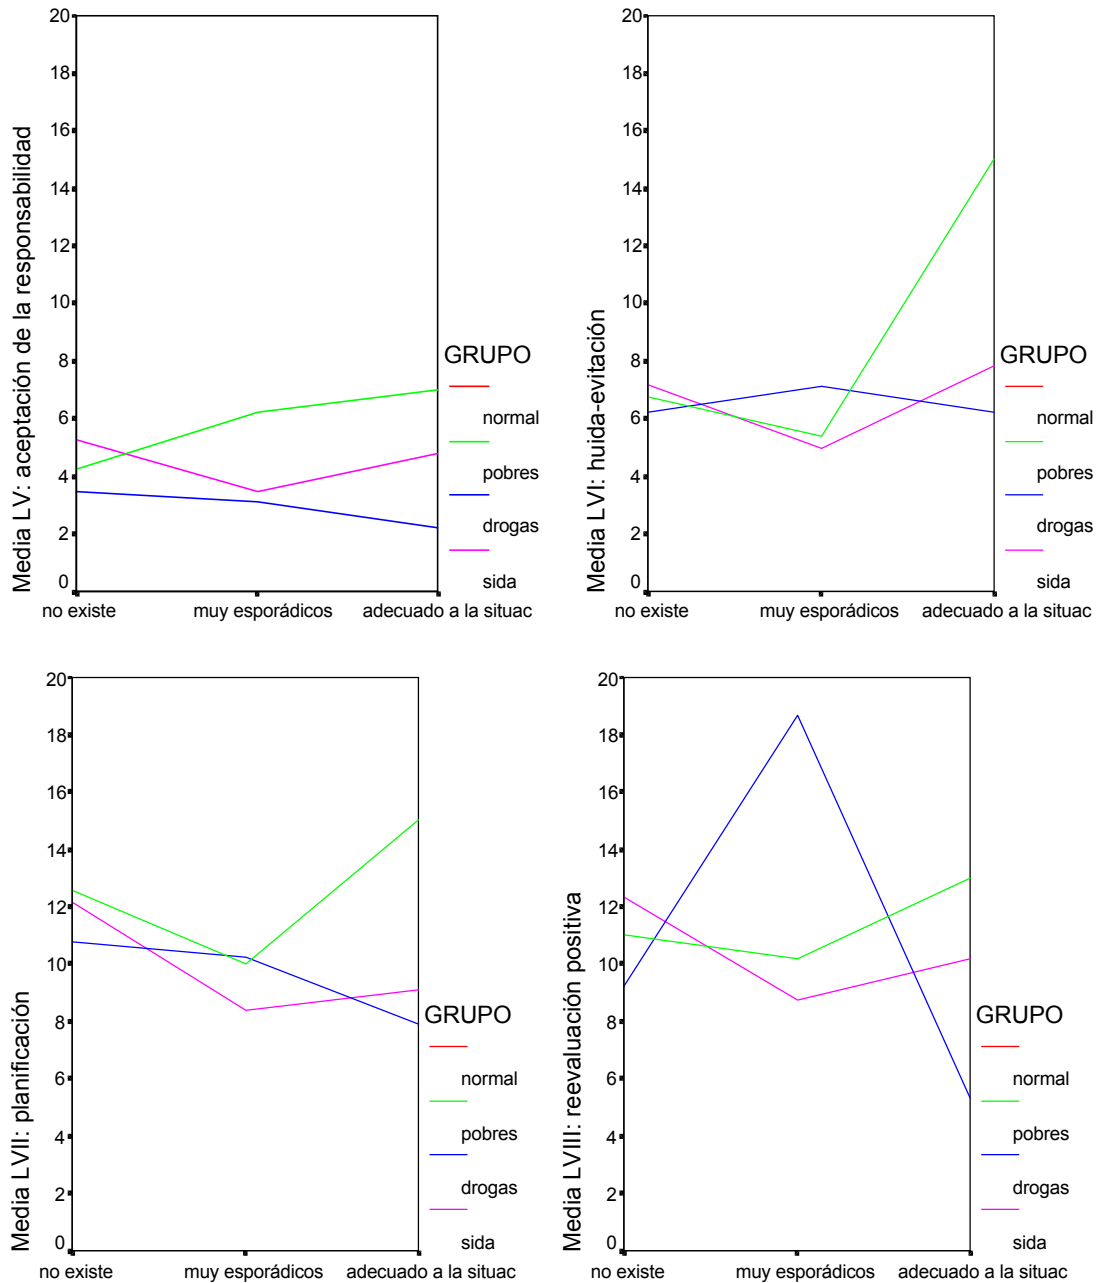 Media LV: aceptación de la responsabilidad
20
18
16
14
12
10
8
6
4
2
0
no existe
muy esporádicos
adecuado a la situac
GRUPO
normal
pobres
drogas
sida
Media LVI: huida-evitación
20
18
16
14
12
10
8
6
4
2
0
no existe
muy esporádicos
adecuado a la situac
GRUPO
normal
pobres
drogas
sida
Media LVII: planificación
20
18
16
14
12
10
8
6
4
2
0
no existe
muy esporádicos
adecuado a la situac
GRUPO
normal
pobres
drogas
sida
Media LVIII: reevaluación positiva
20
18
16
14
12
10
8
6
4
2
0
no existe
muy esporádicos
adecuado a la situac
GRUPO
normal
pobres
drogas
sida